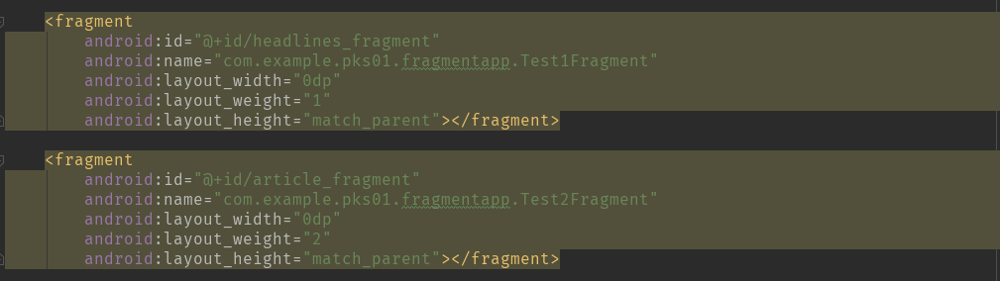 <fragment
android:id="@+id/headlines_fragment"
android:name="com.example.pks01.fragmentapp.Test1Fragment"
android:layout_width="0dp"
android:layout_weight="1"
android:layout_height="match_parent"></fragment>
<fragment
android:id="@+id/article_fragment"
android:name="com.example.pks01.fragmentapp.Test2Fragment"
android:layout_width="0dp"
android:layout_weight="2"
android:layout_height="match_parent"></fragment>